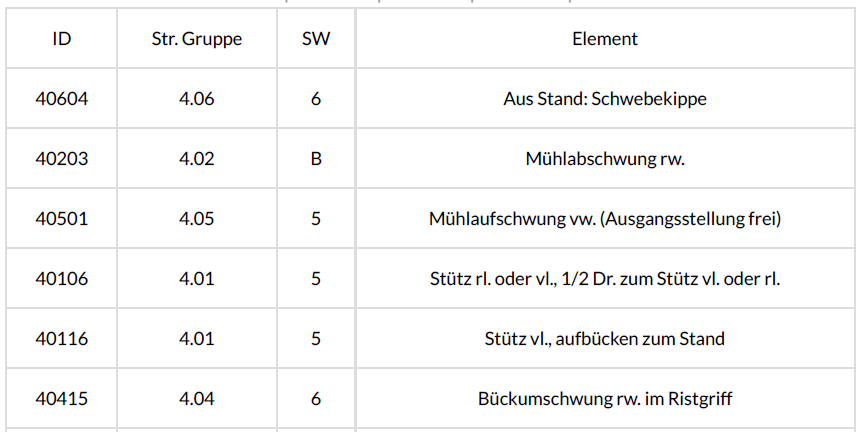 ID Str. Gruppe SW Element
40604 4.06 6 Aus Stand: Schwebekippe
40203 4.02 B Mühlabschwung rw.
40501 4.05 5 Mühlaufschwung vw. (Ausgangsstellung frei)
40106 4.01 5 Stütz rl. oder vl., 1/2 Dr. zum Stütz vl. oder rl.
40116 4.01 5 Stütz vl., aufbücken zum Stand
40415 4.04 6 Bückumschwung rw. im Ristgriff